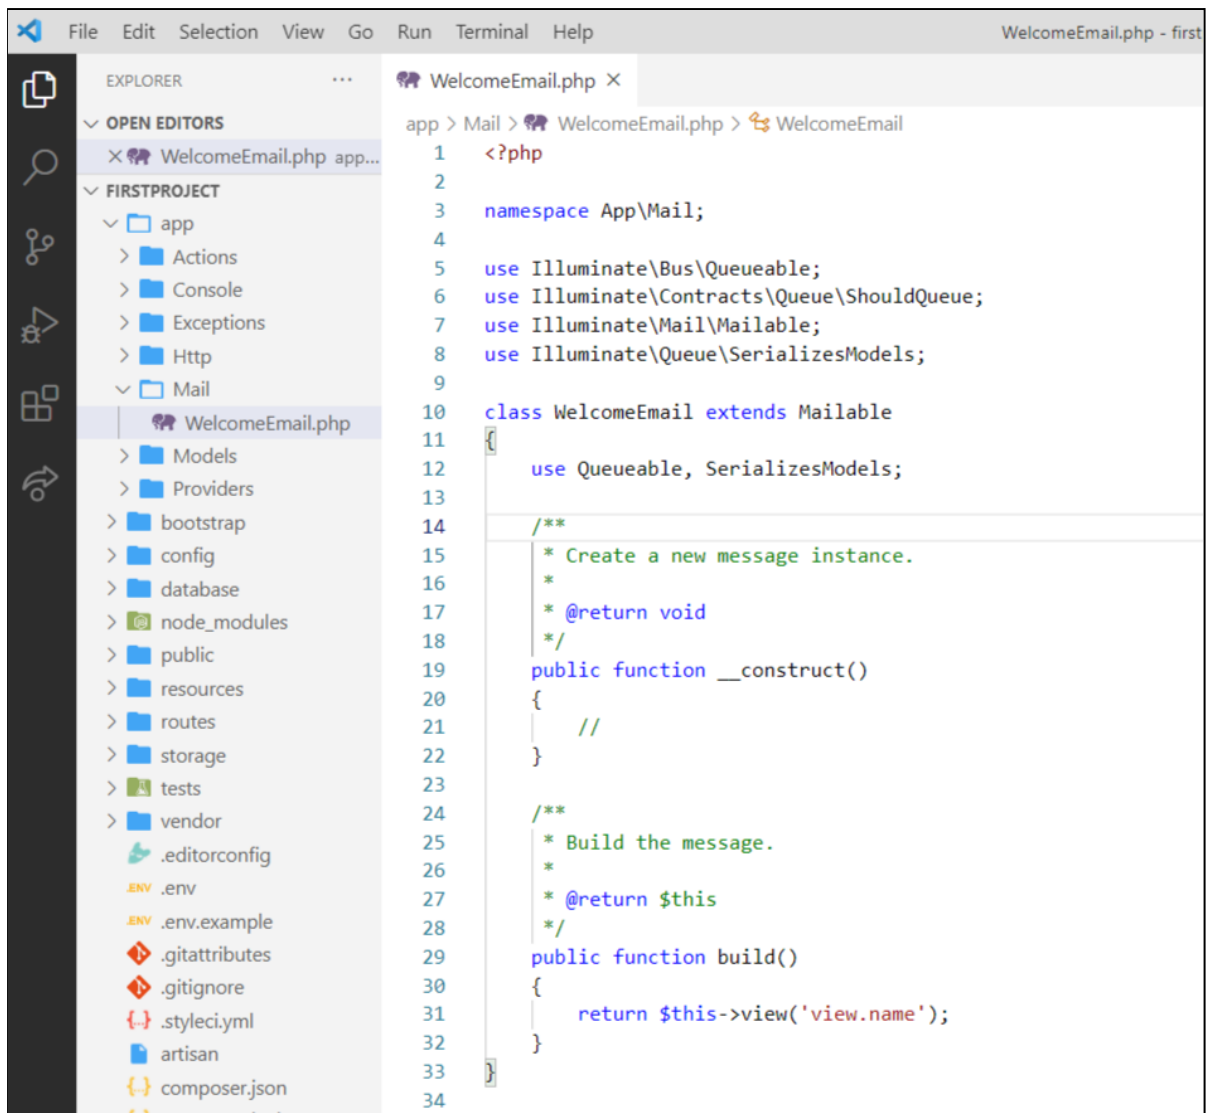 File Edit Selection View Go Run Terminal Help WelcomeEmail.php - first
EXPLORER ...
OPEN EDITORS
WelcomeEmail.php app...
FIRSTPROJECT
app
Actions
Console
Exceptions
Http
Mail
WelcomeEmail.php
Models
Providers
bootstrap
config
database
node_modules
public
resources
routes
storage
tests
vendor
.editorconfig
.ENV .env
.ENV .env.example
.gitattributes
.gitignore
.styleci.yml
artisan
composer.json
WelcomeEmail.php
app > Mail > WelcomeEmail.php > WelcomeEmail
1 <?php
2
3 namespace App\Mail;
4
5 use Illuminate\Bus\Queueable;
6 use Illuminate\Contracts\Queue\ShouldQueue;
7 use Illuminate\Mail\Mailable;
8 use Illuminate\Queue\SerializesModels;
9
10 class WelcomeEmail extends Mailable
11 {
12 use Queueable, SerializesModels;
13
14 /**
15 * Create a new message instance.
16 *
17 * @return void
18 */
19 public function __construct()
20 {
21 //
22 }
23
24 /**
25 * Build the message.
26 *
27 * @return $this
28 */
29 public function build()
30 {
31 return $this->view('view.name');
32 }
33 }
34